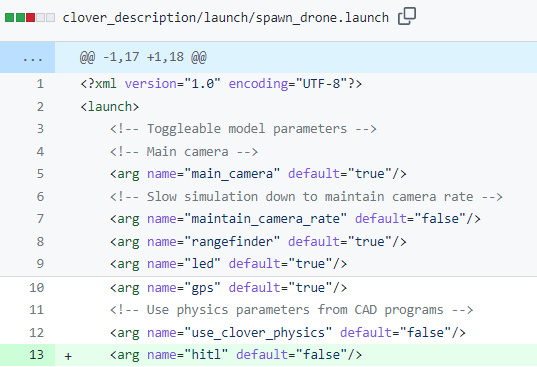 clover_description/launch/spawn_drone.launch
... @@ -1,17 +1,18 @@
1 <?xml version="1.0" encoding="UTF-8"?>
2 <launch>
3 <!-- Toggleable model parameters -->
4 <!-- Main camera -->
5 <arg name="main_camera" default="true"/>
6 <!-- Slow simulation down to maintain camera rate -->
7 <arg name="maintain_camera_rate" default="false"/>
8 <arg name="rangefinder" default="true"/>
9 <arg name="led" default="true"/>
10 <arg name="gps" default="true"/>
11 <!-- Use physics parameters from CAD programs -->
12 <arg name="use_clover_physics" default="false"/>
13 + <arg name="hitl" default="false"/>